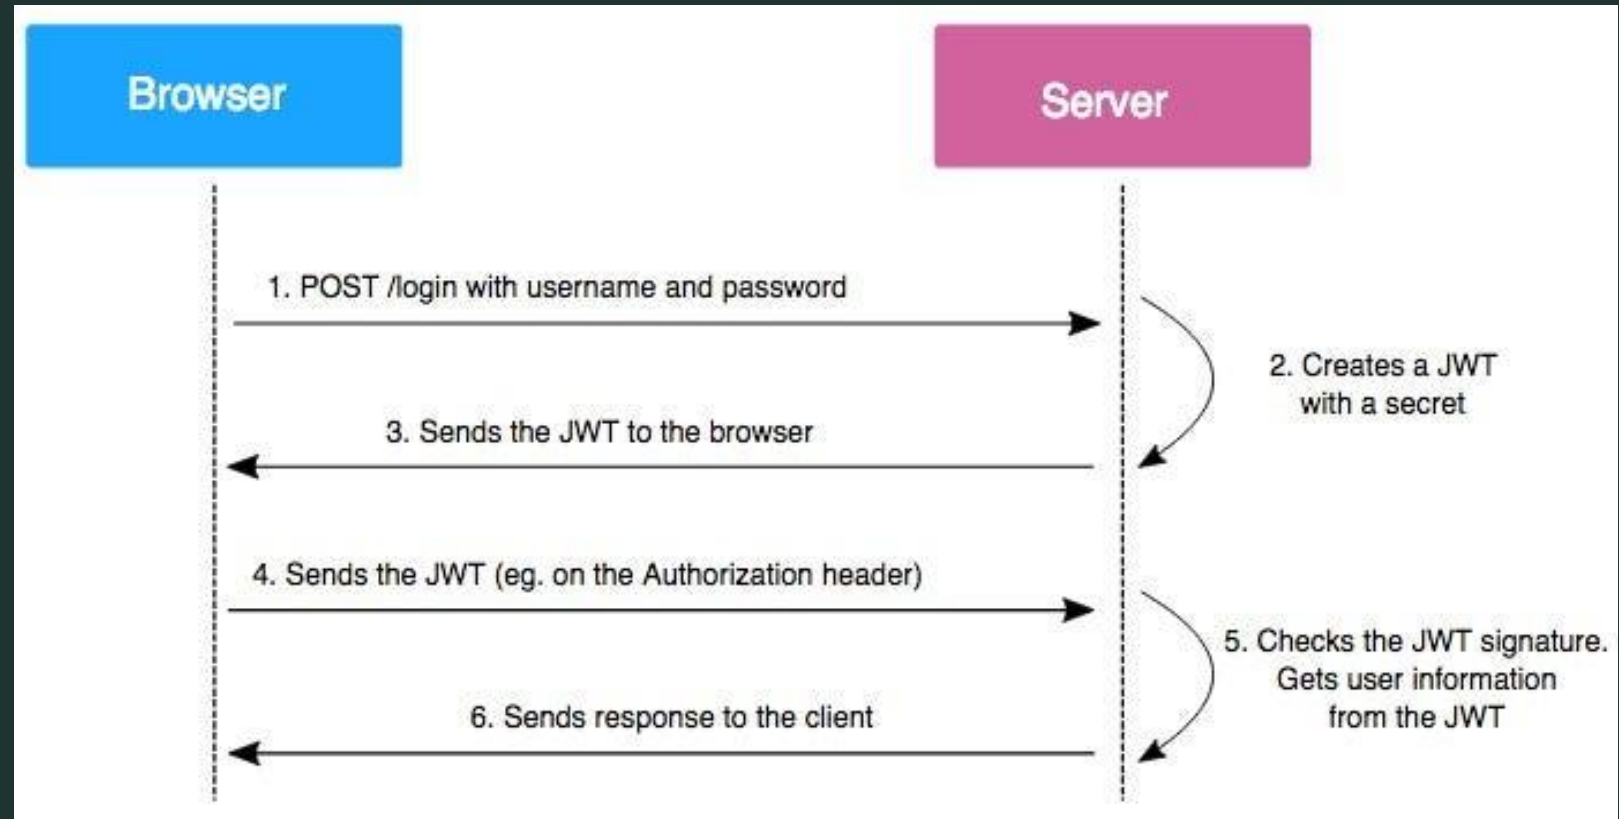 Browser
Server
1. POST /login with username and password
2. Creates a JWT
with a secret
3. Sends the JWT to the browser
4. Sends the JWT (eg. on the Authorization header)
5. Checks the JWT signature.
Gets user information
from the JWT
6. Sends response to the client